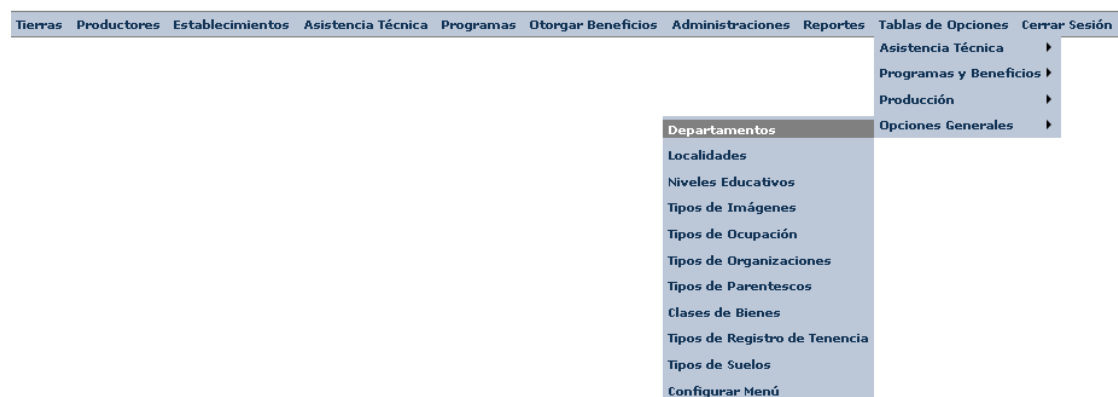 Tierras Productores Establecimientos Asistencia Técnica Programas Otorgar Beneficios Administraciones Reportes Tablas de Opciones Cerrar Sesión
Asistencia Técnica
Programas y Beneficios
Producción
Opciones Generales
Departamentos
Localidades
Niveles Educativos
Tipos de Imágenes
Tipos de Ocupación
Tipos de Organizaciones
Tipos de Parentescos
Clases de Bienes
Tipos de Registro de Tenencia
Tipos de Suelos
Configurar Menú